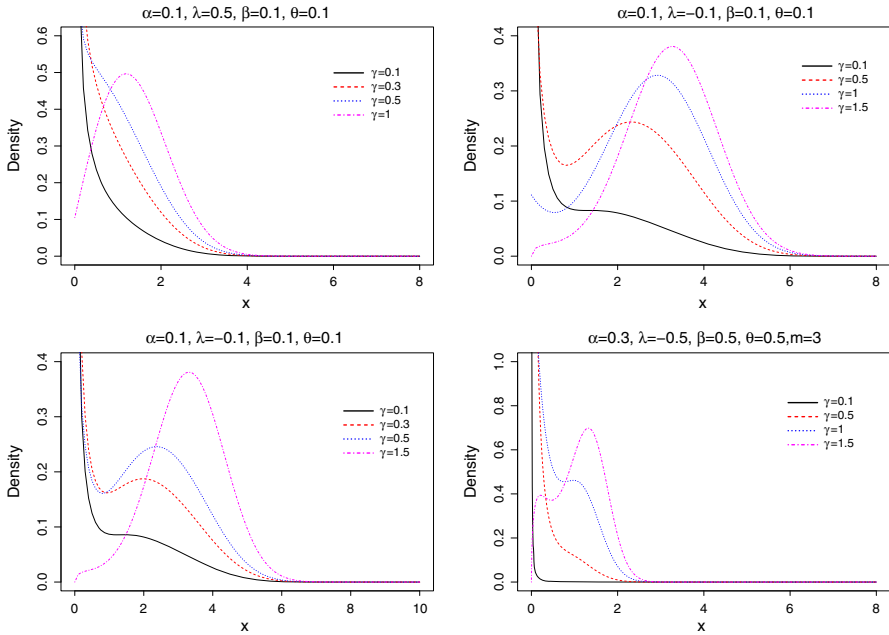 α=0.1, λ=0.5, β=0.1, θ=0.1
Density
0.6
0.5
0.4
0.3
0.2
0.1
0.0
γ=0.1
γ=0.3
γ=0.5
γ=1
0 2 4 6 8
x
α=0.1, λ=−0.1, β=0.1, θ=0.1
Density
0.4
0.3
0.2
0.1
0.0
γ=0.1
γ=0.5
γ=1
γ=1.5
0 2 4 6 8
x
α=0.1, λ=−0.1, β=0.1, θ=0.1
Density
0.4
0.3
0.2
0.1
0.0
γ=0.1
γ=0.3
γ=0.5
γ=1.5
0 2 4 6 8 10
x
α=0.3, λ=−0.5, β=0.5, θ=0.5,m=3
Density
1.0
0.8
0.6
0.4
0.2
0.0
γ=0.1
γ=0.5
γ=1
γ=1.5
0 2 4 6 8
x